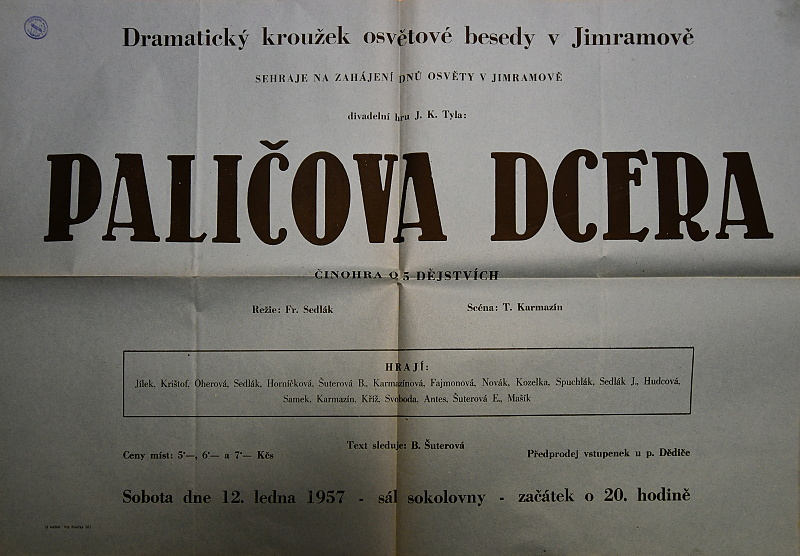 Dramatický kroužek osvětové besedy v Jimramově
SEHRAJE NA ZAHÁJENÍ DNŮ OSVĚTY V JIMRAMOVĚ
divadelní hru J. K. Tyla:
PALIČOVA DCERA
ČINOHRA O 5 DĚJSTVÍCH
Režie: Fr. Sedlák
Scéna: T. Karmazín
HRAJÍ:
Jílek, Krištof, Oherová, Sedlák, Horníčková, Šuterová B., Karmazínová, Fajmonová, Novák, Kozelka, Spuchlák, Sedlák J., Hudcová,
Samek, Karmazín, Kříž, Svoboda, Antes, Šuterová E., Mašík
Text sleduje: B. Šuterová
Ceny míst: 5·—, 6·— a 7·— Kčs
Předprodej vstupenek u p. Dědiče
Sobota dne 12. ledna 1957 - sál sokolovny - začátek o 20. hodině